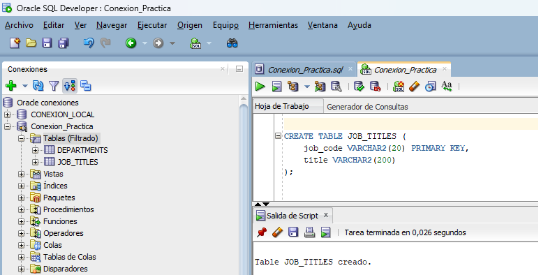 Oracle SQL Developer : Conexion_Practica
Archivo Editar Ver Navegar Ejecutar Origen Equipo Herramientas Ventana Ayuda
Conexiones
Oracle conexiones
CONEXION_LOCAL
Conexion_Practica
Tablas (Filtrado)
DEPARTMENTS
JOB_TITLES
Vistas
Índices
Paquetes
Procedimientos
Funciones
Operadores
Colas
Tablas de Colas
Disparadores
Conexion_Practica.sql
Conexion_Practica
Hoja de Trabajo Generador de Consultas
CREATE TABLE JOB_TITLES (
job_code VARCHAR2(20) PRIMARY KEY,
title VARCHAR2(200)
);
Salida de Script
Tarea terminada en 0,026 segundos
Table JOB_TITLES creado.